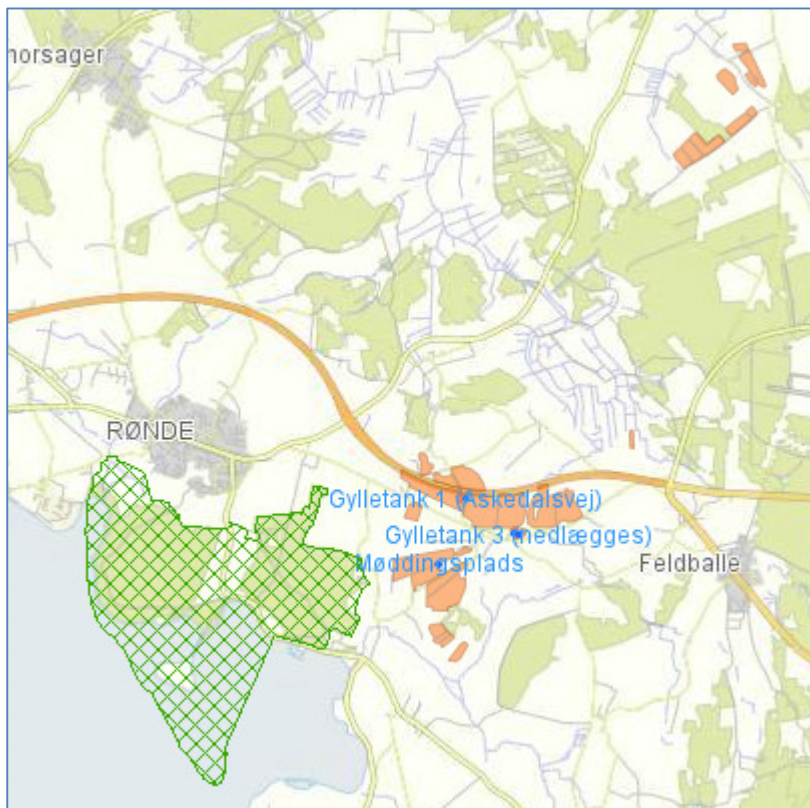 horsager
RØNDE
Gylletank 1 (Askedalsvej)
Gylletank 3 (nedlægges)
Møddingsplads
Feldballe